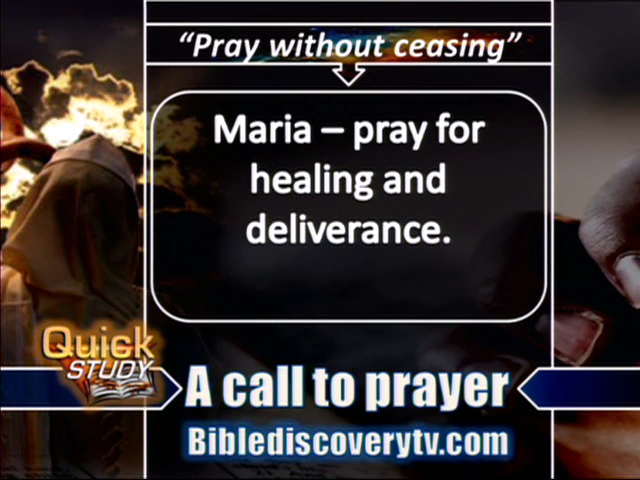 “Pray without ceasing”
Maria – pray for
healing and
deliverance.
Quick
STUDY
A call to prayer
Biblediscoverytv.com